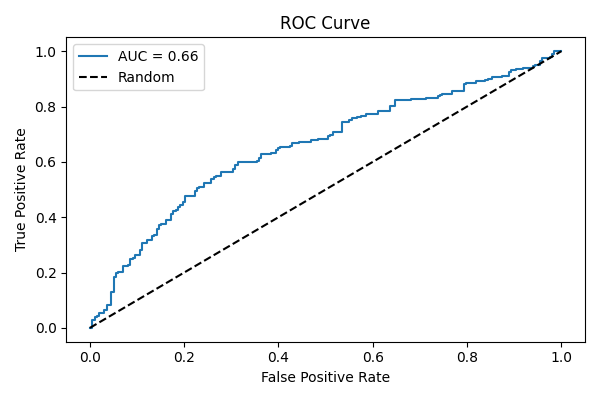 ROC Curve
AUC = 0.66
Random
1.0
0.8
0.6
0.4
0.2
0.0
True Positive Rate
0.0 0.2 0.4 0.6 0.8 1.0
False Positive Rate